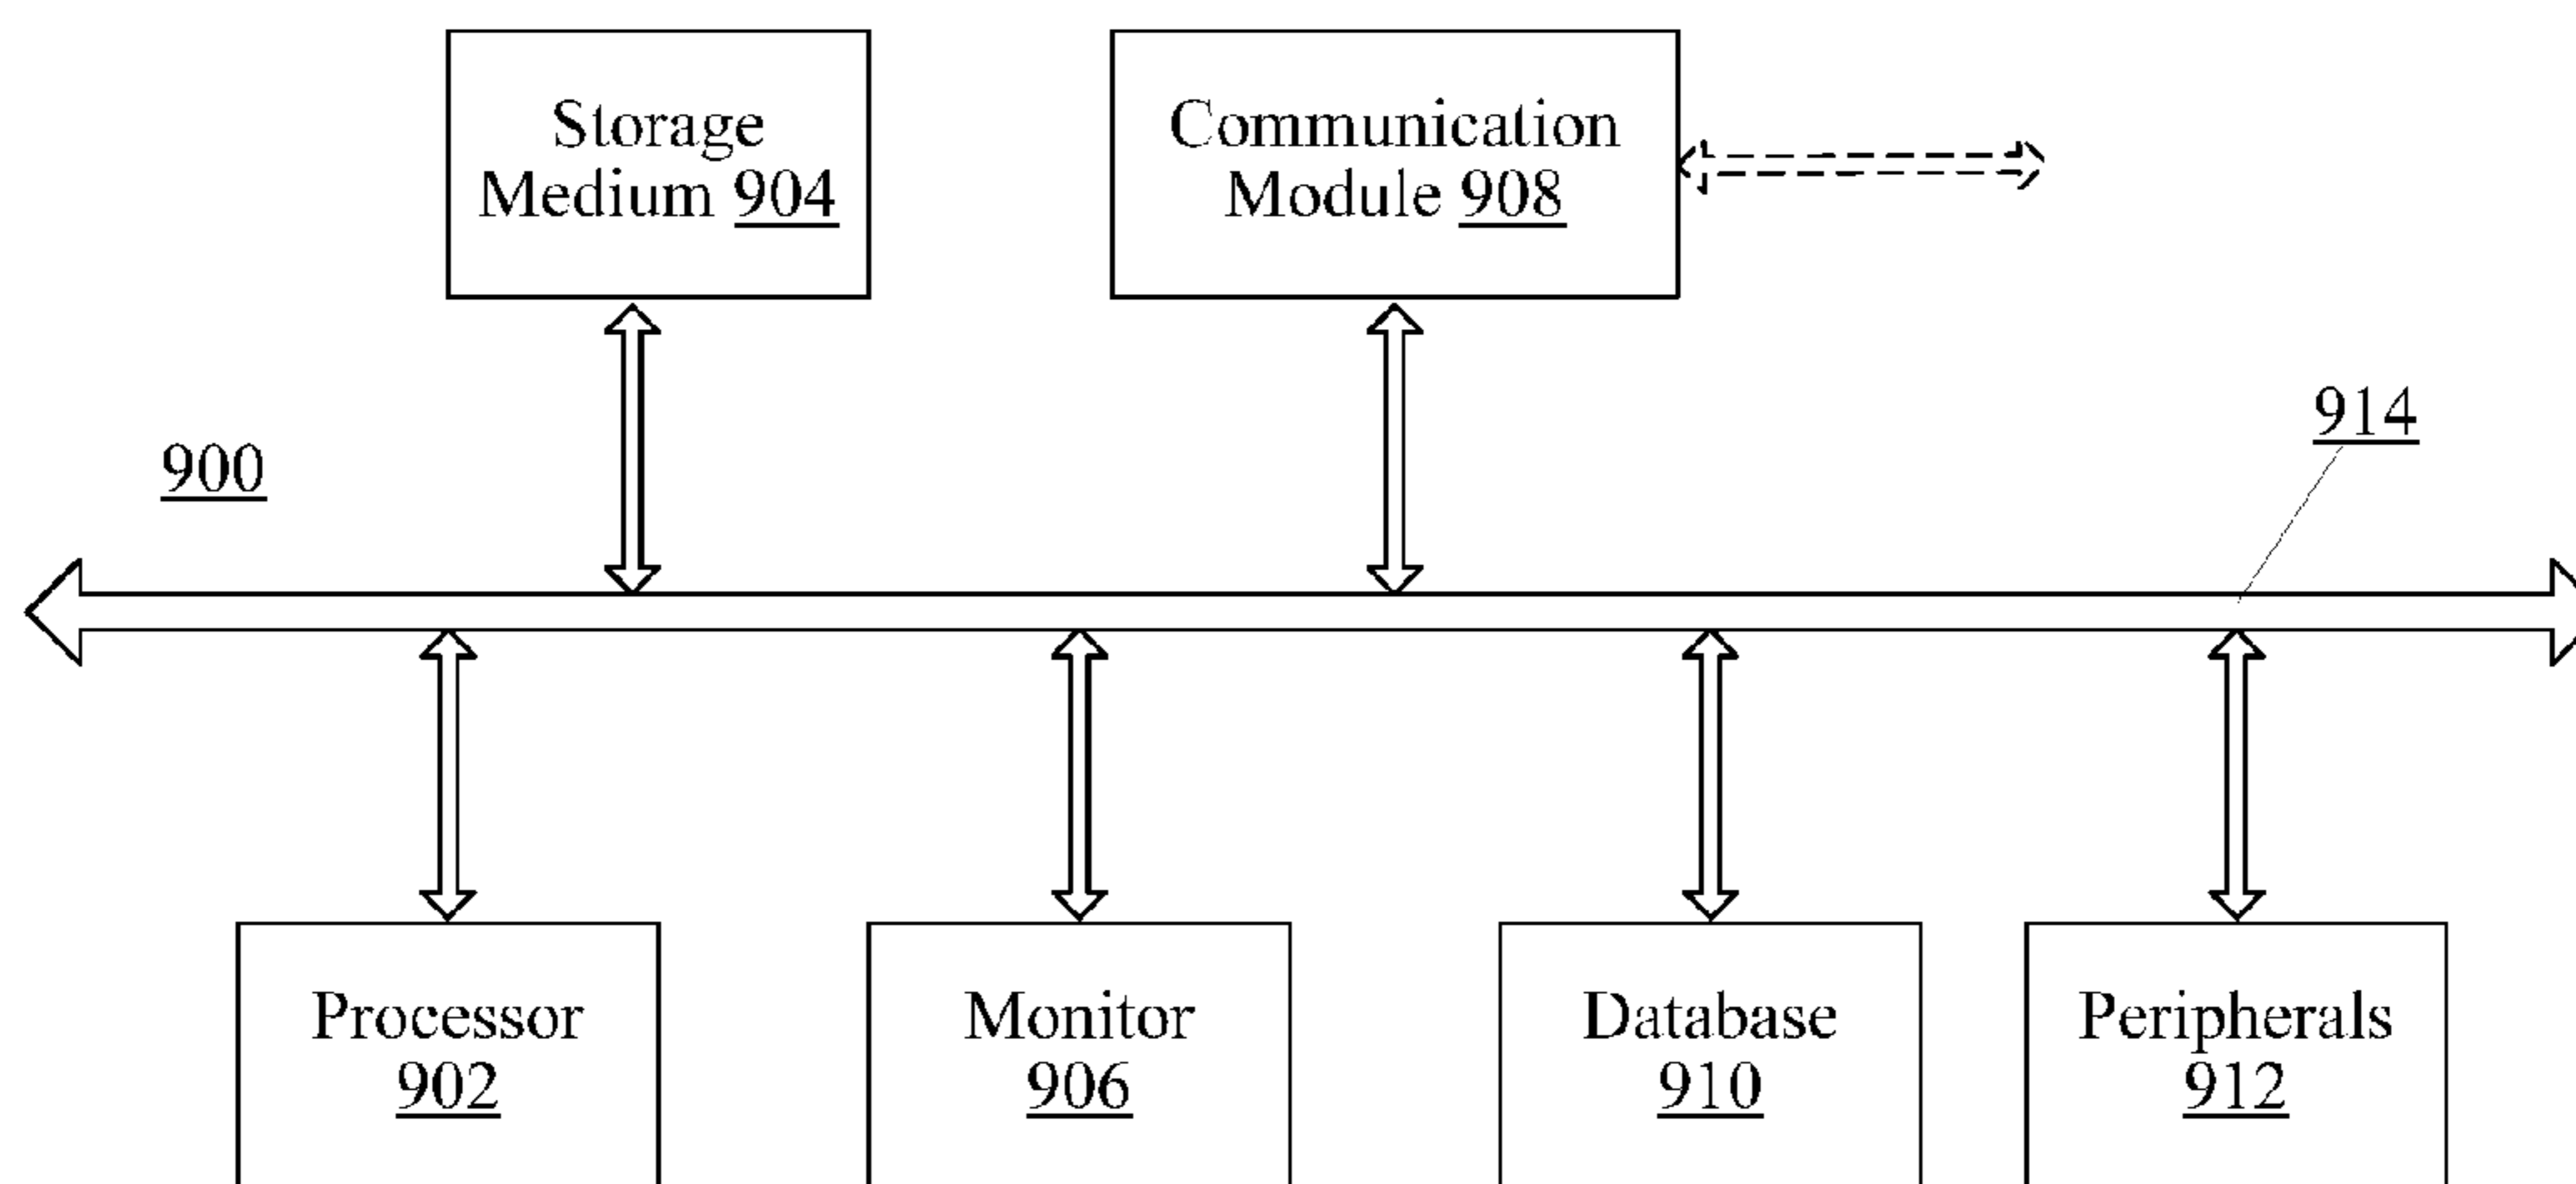 Storage
Medium 904
Communication
Module 908
900
914
Processor
902
Monitor
906
Database
910
Peripherals
912